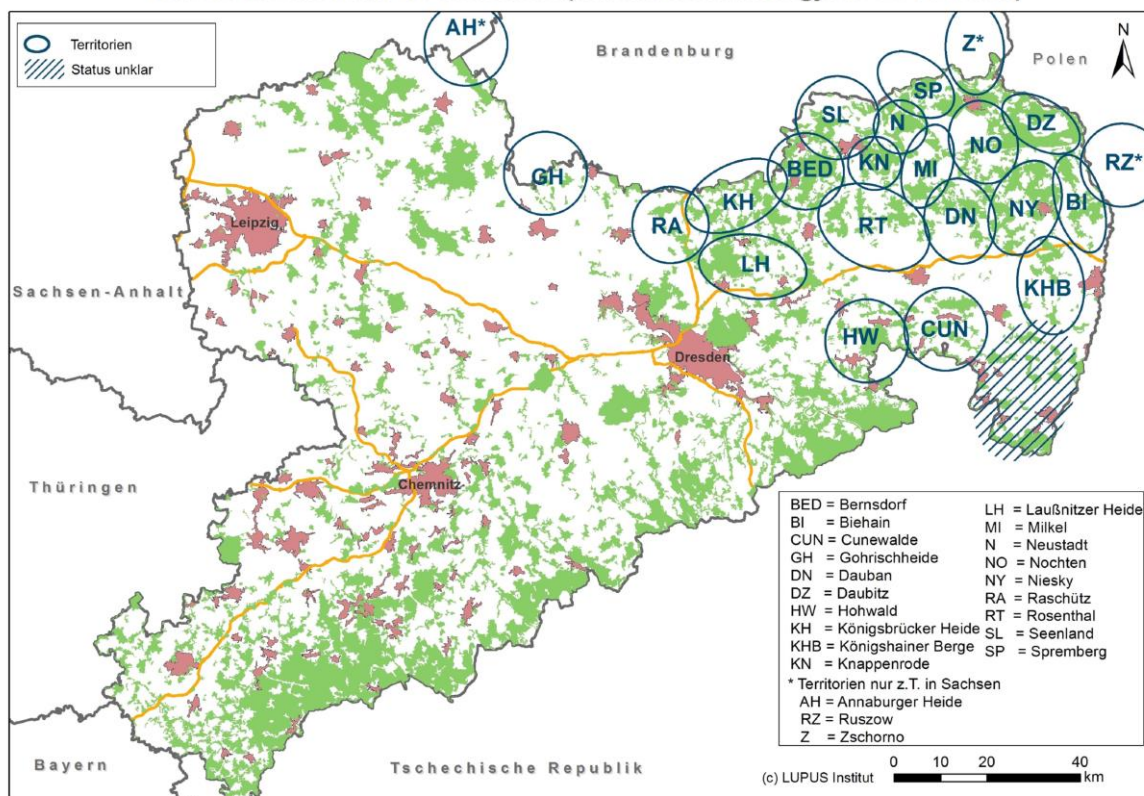 Territorien
Status unklar
AH*
Brandenburg
Z*
Polen
N
SP
SL
N
NO
DZ
RZ*
GH
BED
KN
MI
KH
RA
RT
DN
NY
BI
Leipzig
LH
KHB
Sachsen-Anhalt
HW
CUN
Dresden
Thüringen
Chemnitz
BED = Bernsdorf
BI = Biehain
CUN = Cunewalde
GH = Gohrischheide
DN = Dauban
DZ = Daubitz
HW = Hohwald
KH = Königsbrücker Heide
KHB = Königshainer Berge
KN = Knappenrode
LH = Laußnitzer Heide
MI = Milkel
N = Neustadt
NO = Nochten
NY = Niesky
RA = Raschütz
RT = Rosenthal
SL = Seenland
SP = Spremberg
* Territorien nur z.T. in Sachsen
AH = Annaburger Heide
RZ = Ruszow
Z = Zschorno
Bayern
Tschechische Republik
(c) LUPUS Institut
0 10 20 40
km